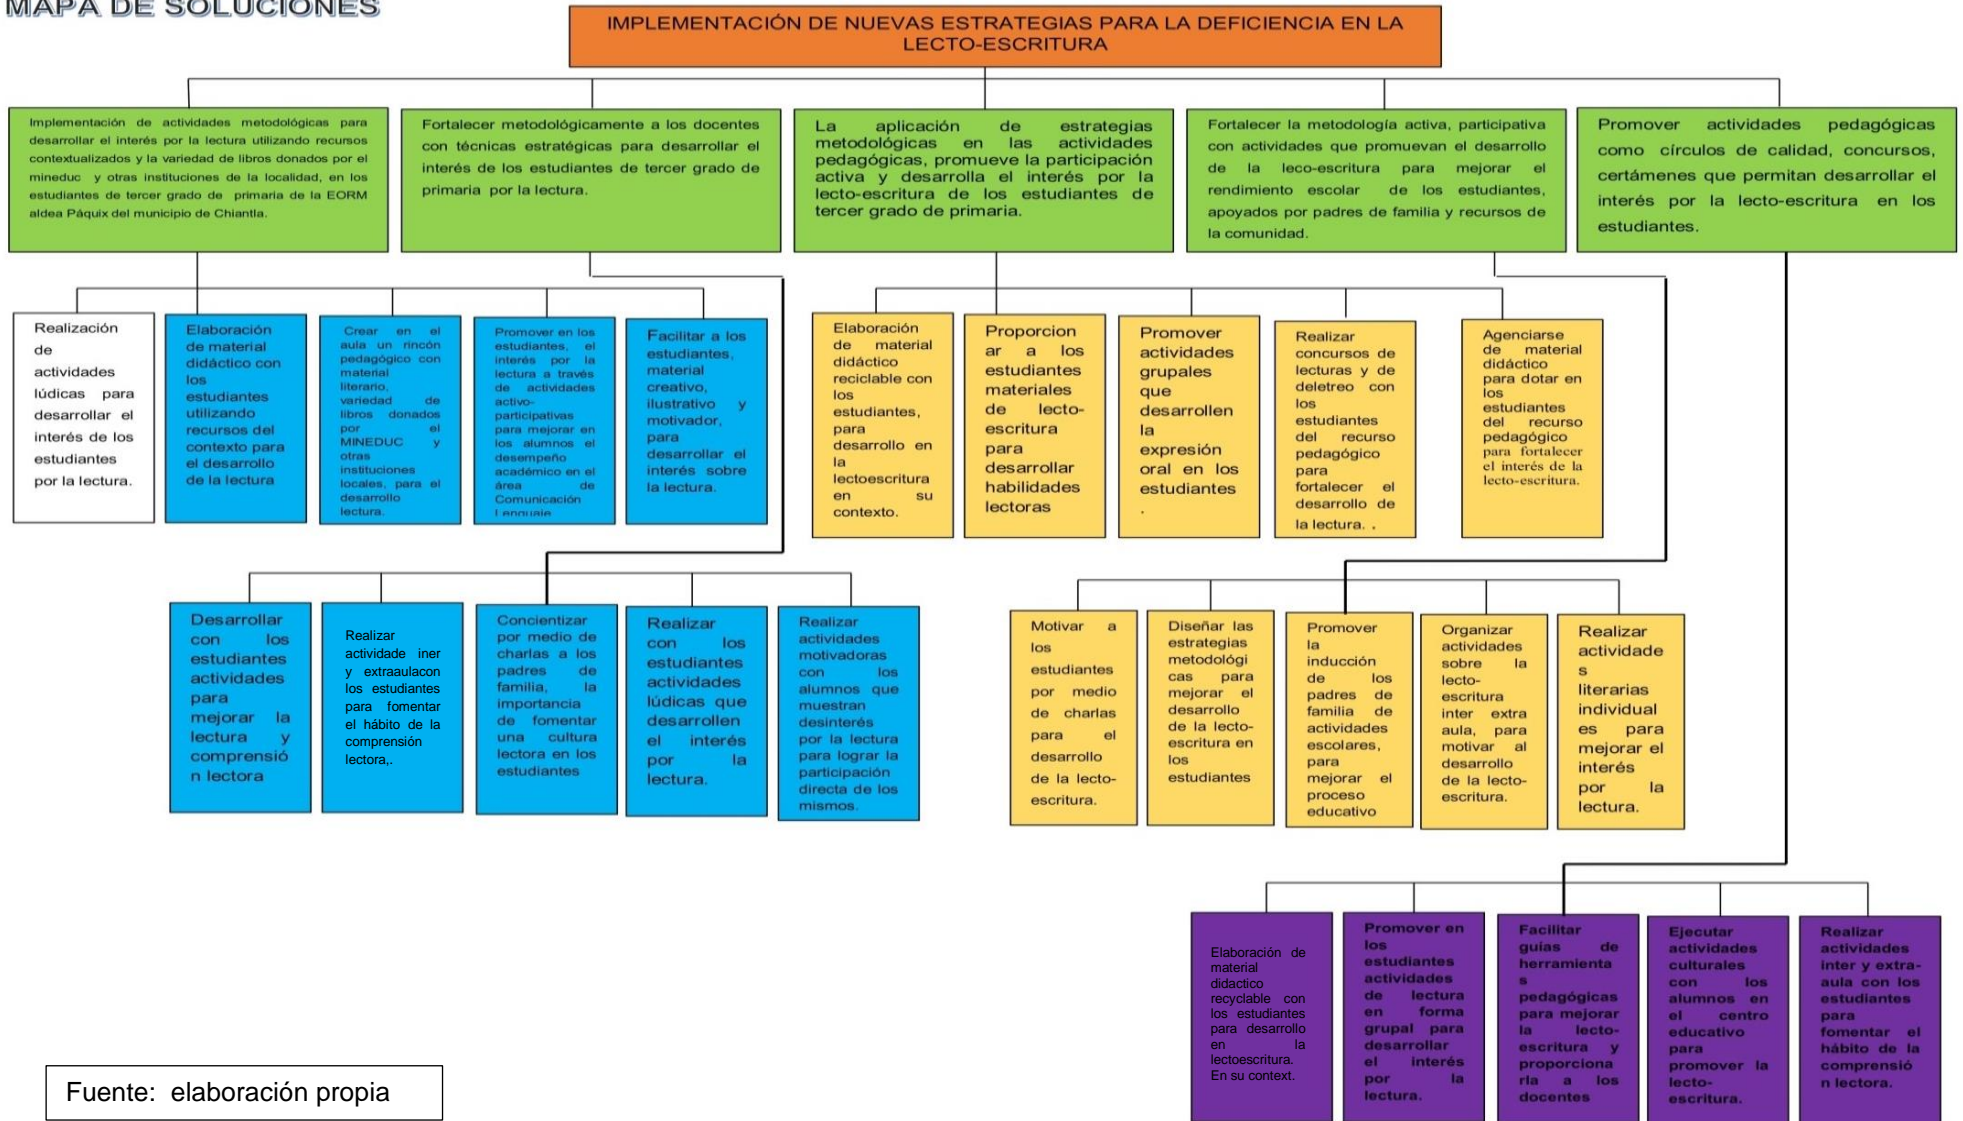 MAPA DE SOLUCIONES
IMPLEMENTACIÓN DE NUEVAS ESTRATEGIAS PARA LA DEFICIENCIA EN LA
LECTO-ESCRITURA
Implementación de actividades metodológicas para
desarrollar el interés por la lectura utilizando recursos
contextualizados y la variedad de libros donados por el
mineduc y otras instituciones de la localidad, en los
estudiantes de tercer grado de primaria de la EORM
aldea Páquix del municipio de Chiantla.
Fortalecer metodológicamente a los docentes
con técnicas estratégicas para desarrollar el
interés de los estudiantes de tercer grado de
primaria por la lectura.
La aplicación de estrategias
metodológicas en las actividades
pedagógicas, promueve la participación
activa y desarrolla el interés por la
lecto-escritura de los estudiantes de
tercer grado de primaria.
Fortalecer la metodología activa, participativa
con actividades que promuevan el desarrollo
de la leco-escritura para mejorar el
rendimiento escolar de los estudiantes,
apoyados por padres de familia y recursos de
la comunidad.
Promover actividades pedagógicas
como círculos de calidad, concursos,
certámenes que permitan desarrollar el
interés por la lecto-escritura en los
estudiantes.
Realización
de
actividades
lúdicas para
desarrollar el
interés de los
estudiantes
por la lectura.
Elaboración
de material
didáctico con
los
estudiantes
utilizando
recursos del
contexto para
el desarrollo
de la lectura
Crear en el
aula un rincón
pedagógico con
material
literario,
variedad de
libros donados
por el
MINEDUC y
otras
instituciones
locales, para el
desarrollo
lectura.
Promover en los
estudiantes, el
interés por la
lectura a través
de actividades
activo-
participativas
para mejorar en
los alumnos el
desempeño
académico en el
área de
Comunicación
Lenguaje
Facilitar a los
estudiantes,
material
creativo,
ilustrativo y
motivador,
para
desarrollar el
interés sobre
la lectura.
Elaboración
de material
didáctico
reciclable con
los
estudiantes,
para
desarrollo en
la
lectoescritura
en su
contexto.
Proporcion
ar a los
estudiantes
materiales
de lecto-
escritura
para
desarrollar
habilidades
lectoras
Promover
actividades
grupales
que
desarrollen
la
expresión
oral en los
estudiantes
.
Realizar
concursos de
lecturas y de
deletreo con
los
estudiantes
del recurso
pedagógico
para
fortalecer el
desarrollo de
la lectura. .
Agenciarse
de material
didáctico
para dotar en
los
estudiantes
del recurso
pedagógico
para fortalecer
el interés de la
lecto-escritura.
Desarrollar
con los
estudiantes
actividades
para
mejorar la
lectura y
comprensió
n lectora
Realizar
actividade iner
y extraaulacon
los estudiantes
para fomentar
el hábito de la
comprensión
lectora,.
Concientizar
por medio de
charlas a los
padres de
familia, la
importancia
de fomentar
una cultura
lectora en los
estudiantes
Realizar
con los
estudiantes
actividades
lúdicas que
desarrollen
el interés
por la
lectura.
Realizar
actividades
motivadoras
con los
alumnos que
muestran
desinterés
por la lectura
para lograr la
participación
directa de los
mismos.
Motivar a
los
estudiantes
por medio
de charlas
para el
desarrollo
de la lecto-
escritura.
Diseñar las
estrategias
metodológi
cas para
mejorar el
desarrollo
de la lecto-
escritura en
los
estudiantes
Promover
la
inducción
de los
padres de
familia de
actividades
escolares,
para
mejorar el
proceso
educativo
Organizar
actividades
sobre la
lecto-
escritura
inter extra
aula, para
motivar al
desarrollo
de la lecto-
escritura.
Realizar
actividade
s
literarias
individual
es para
mejorar el
interés
por la
lectura.
Elaboración de
material
didactico
recyclable con
los estudiantes
para desarrollo
en la
lectoescritura.
En su context.
Promover en
los
estudiantes
actividades
de lectura
en forma
grupal para
desarrollar
el interés
por la
lectura.
Facilitar
guías de
herramienta
s
pedagógicas
para mejorar
la lecto-
escritura y
proporciona
rla a los
docentes
Ejecutar
actividades
culturales
con los
alumnos en
el centro
educativo
para
promover la
lecto-
escritura.
Realizar
actividades
inter y extra-
aula con los
estudiantes
para
fomentar el
hábito de la
comprensió
n lectora.
Fuente: elaboración propia